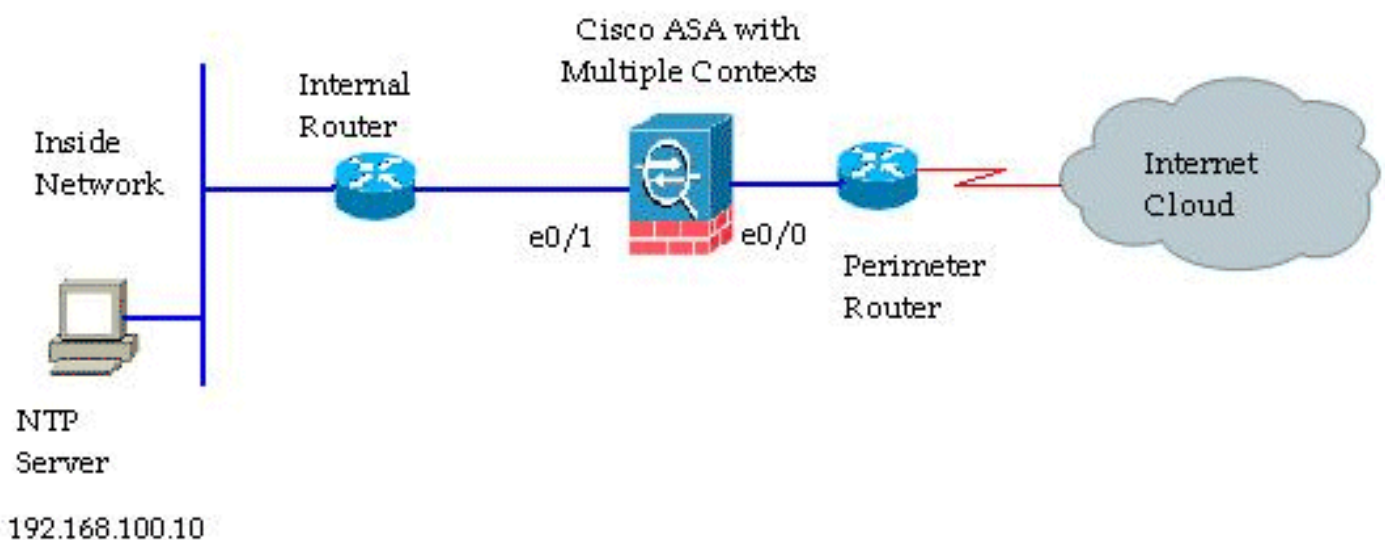 Cisco ASA with
Multiple Contexts
Internal
Router
Inside
Network
Internet
Cloud
e0/1
e0/0
Perimeter
Router
NTP
Server
192.168.100.10